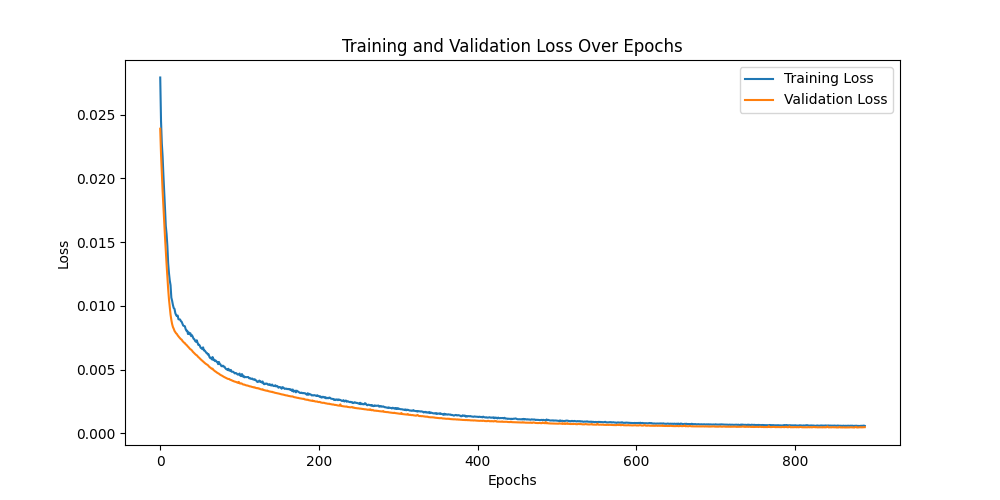 Training and Validation Loss Over Epochs
Training Loss
Validation Loss
0.025
0.020
0.015
0.010
0.005
0.000
Loss
0 200 400 600 800
Epochs